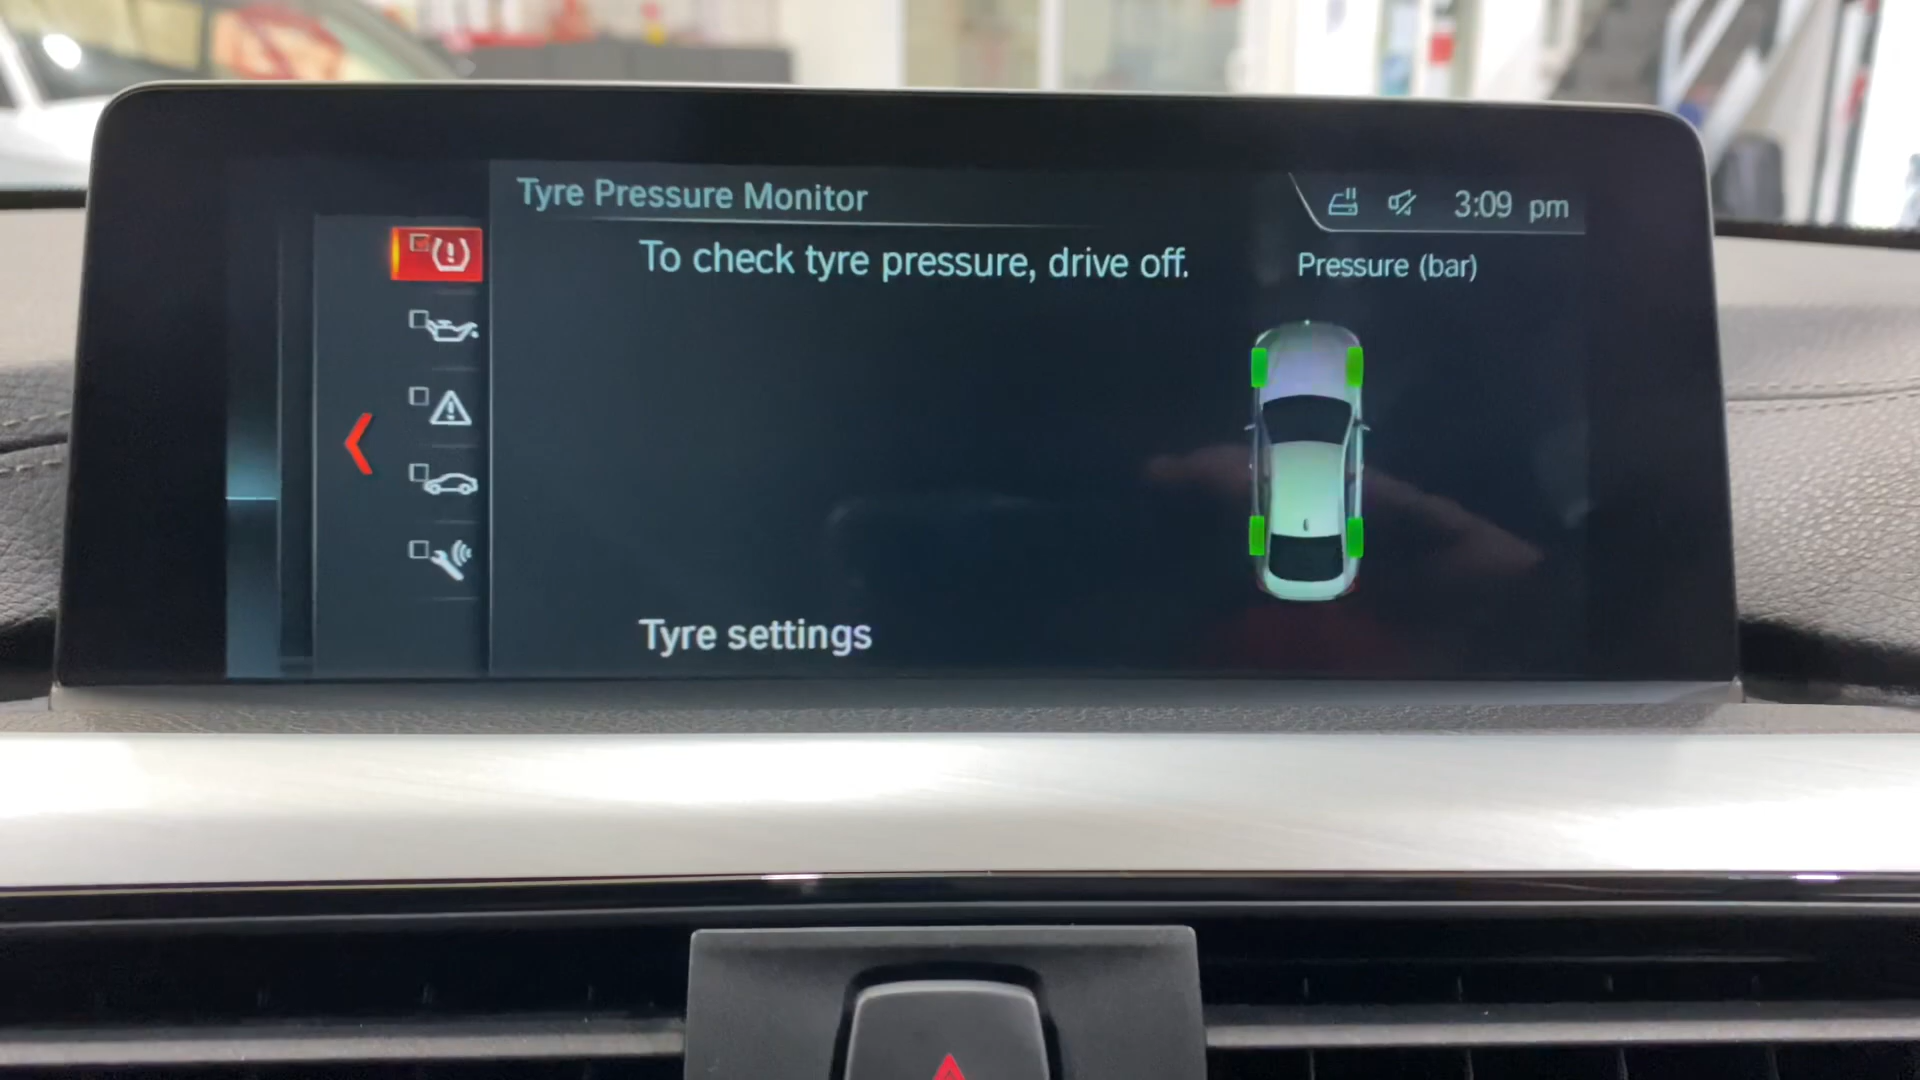 Tyre Pressure Monitor
3:09 pm
To check tyre pressure, drive off.
Pressure (bar)
Tyre settings